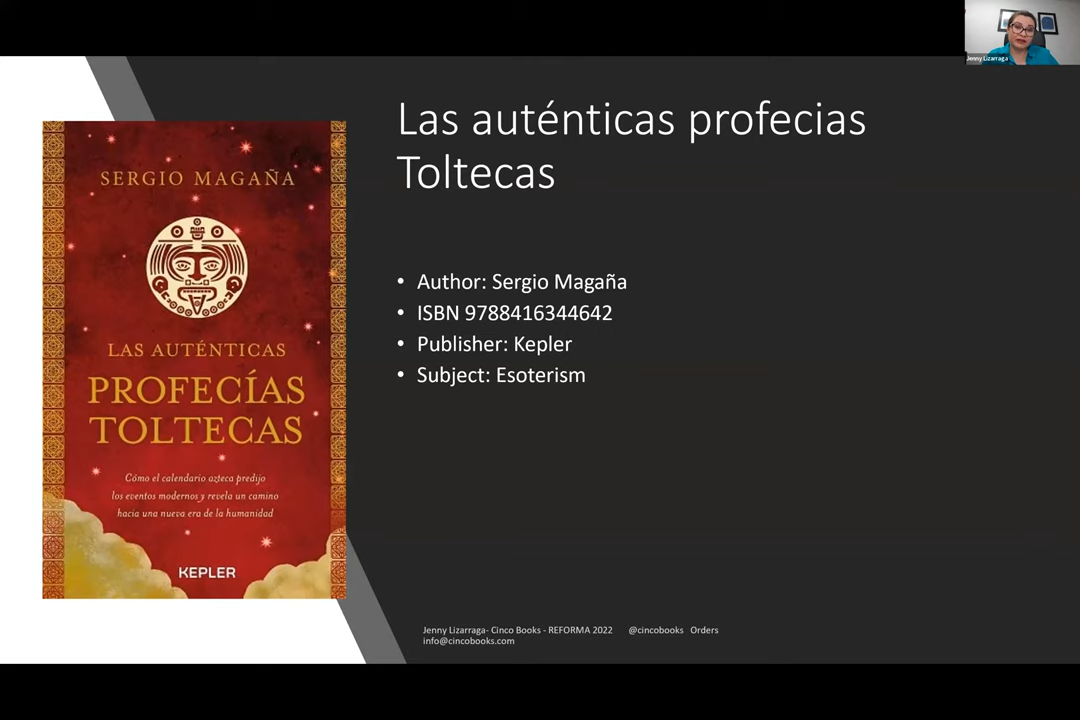 Jenny Lizarraga
Las auténticas profecias
Toltecas
SERGIO MAGAÑA
LAS AUTÉNTICAS
PROFECÍAS
TOLTECAS
Cómo el calendario azteca predijo
los eventos modernos y revela un camino
hacia una nueva era de la humanidad
KEPLER
• Author: Sergio Magaña
• ISBN 9788416344642
• Publisher: Kepler
• Subject: Esoterism
Jenny Lizarraga- Cinco Books - REFORMA 2022 @cincobooks Orders
info@cincobooks.com